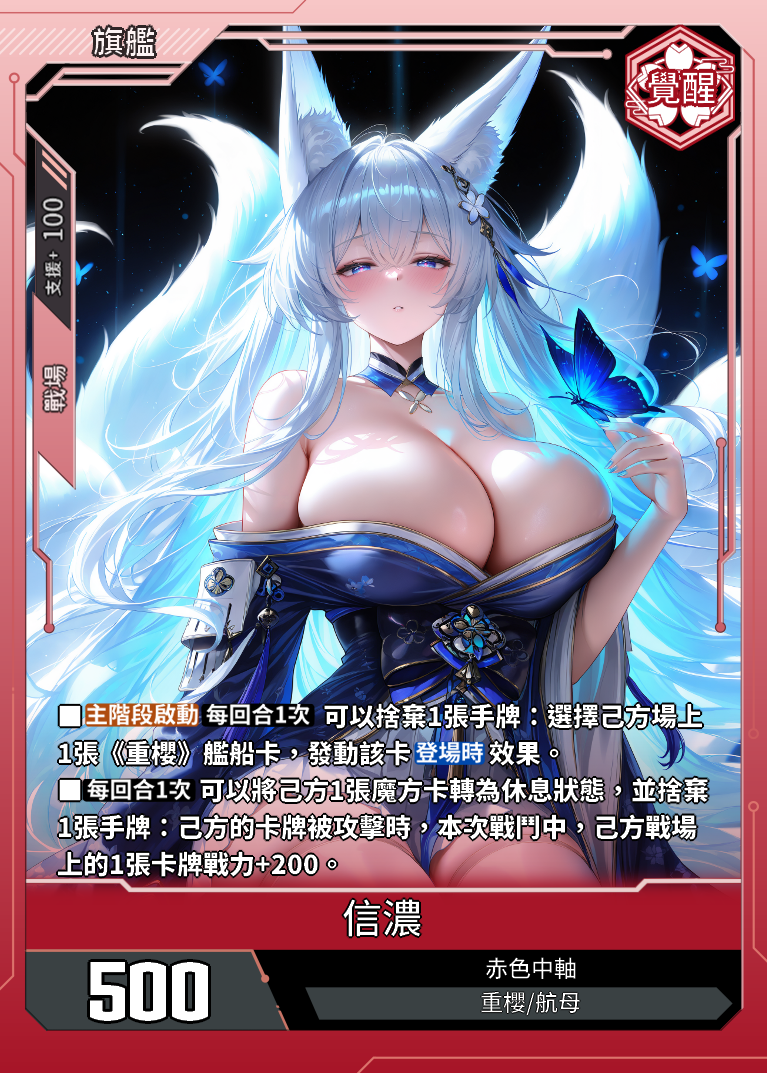 旗艦
覺醒
支援+ 100
戰場
■主階段啟動 每回合1次 可以捨棄1張手牌：選擇己方場上
1張《重櫻》艦船卡，發動該卡 登場時 效果。
■每回合1次 可以將己方1張魔方卡轉為休息狀態，並捨棄
1張手牌：己方的卡牌被攻擊時，本次戰鬥中，己方戰場
上的1張卡牌戰力+200。
信濃
500
赤色中軸
重櫻/航母